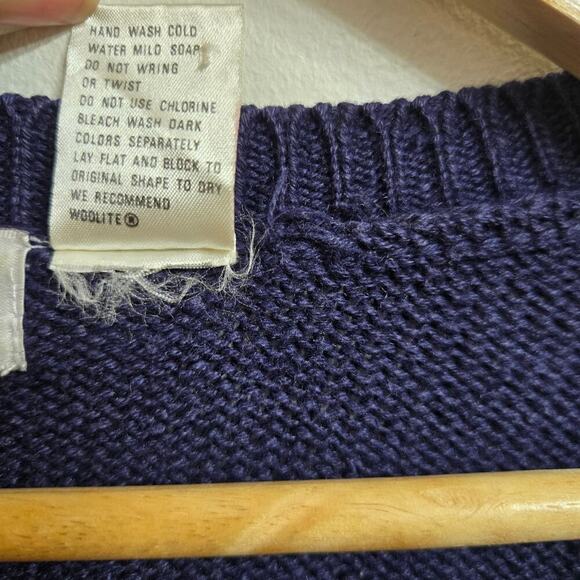 HAND WASH COLD
WATER MILD SOAP
DO NOT WRING
OR TWIST
DO NOT USE CHLORINE
BLEACH WASH DARK
COLORS SEPARATELY
LAY FLAT AND BLOCK TO
ORIGINAL SHAPE TO DRY
WE RECOMMEND
WOOLITE®